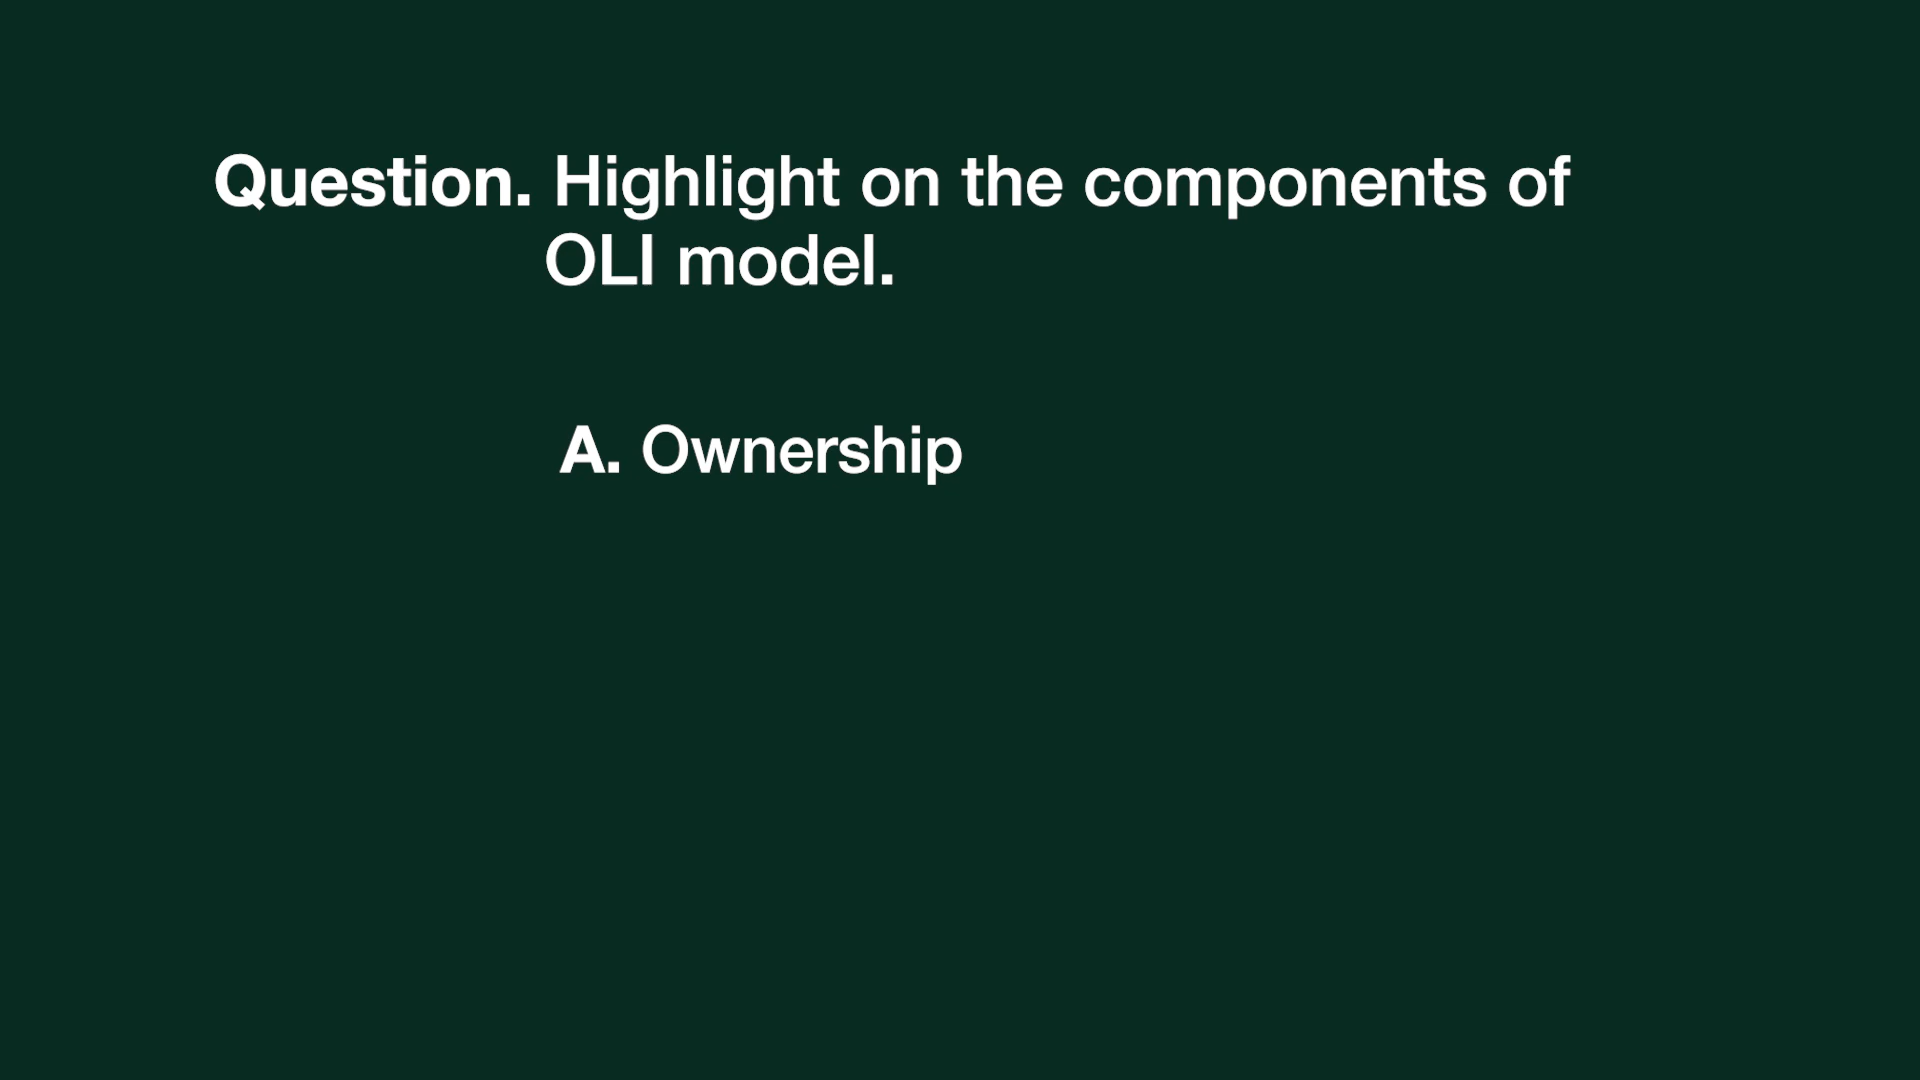 Question. Highlight on the components of
OLI model.
A. Ownership